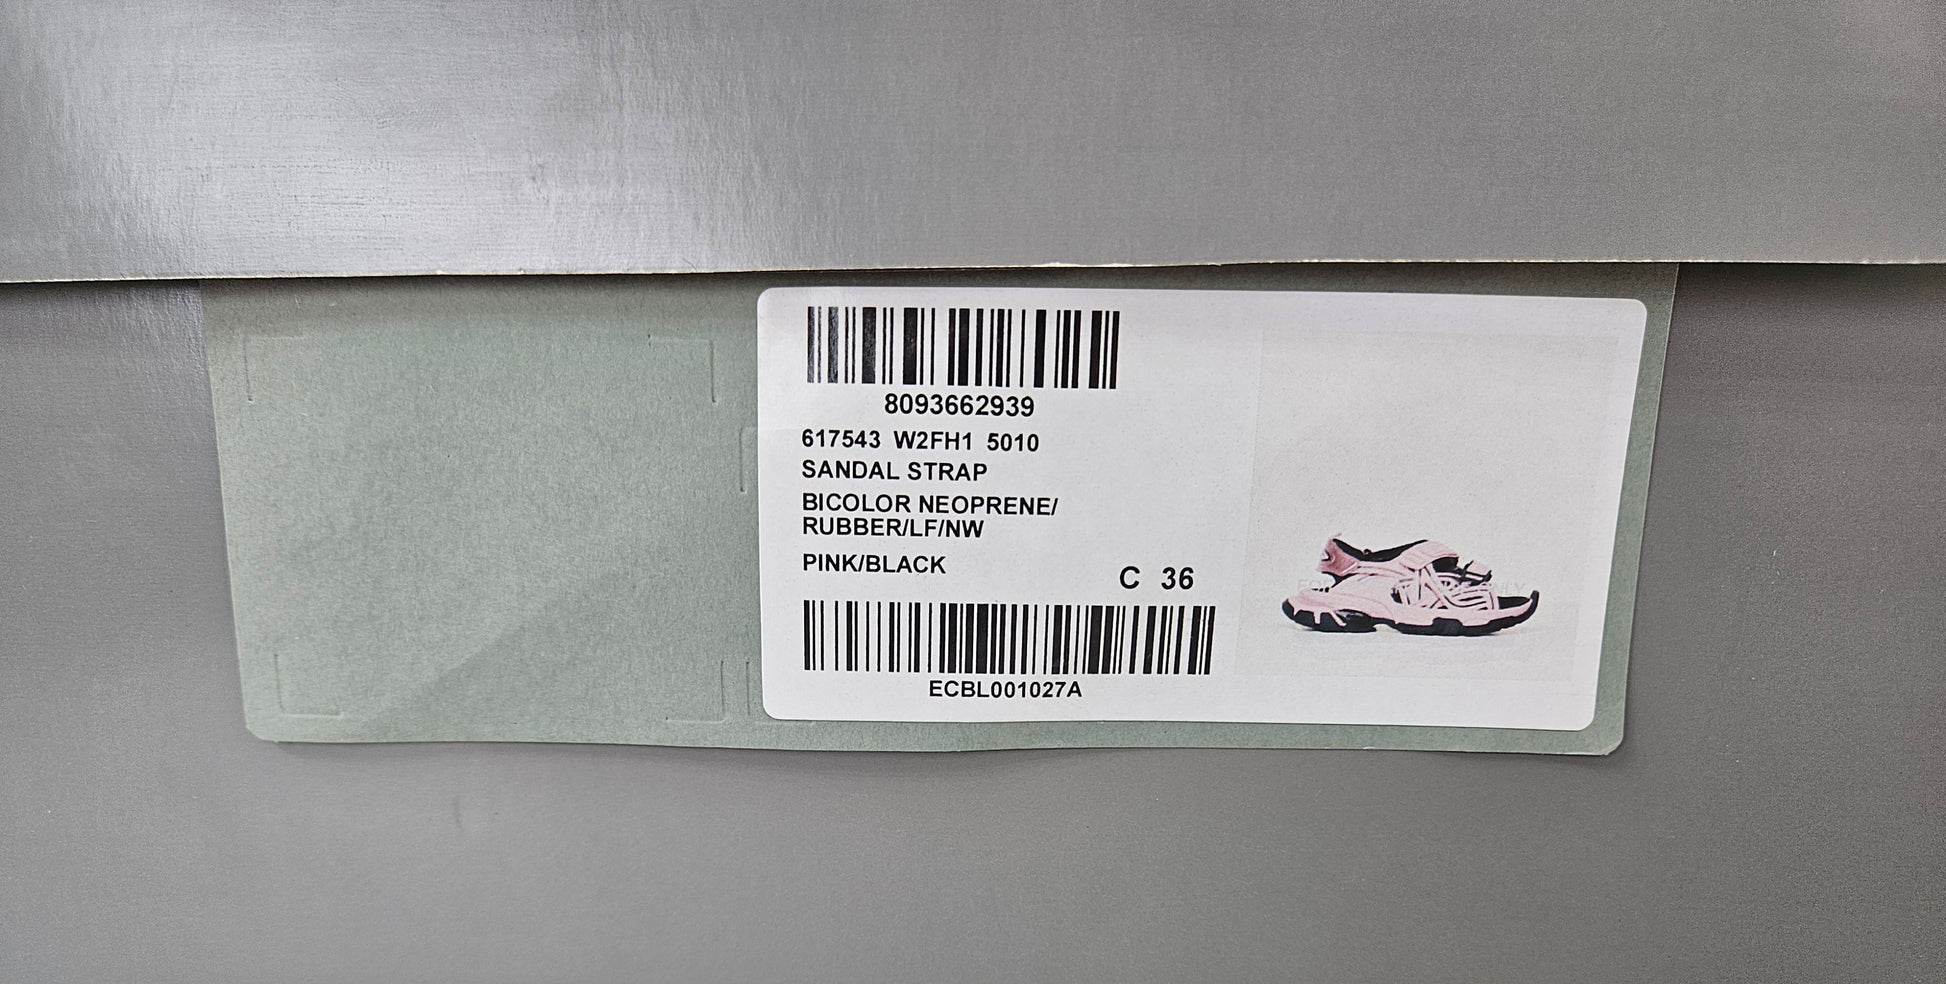 8093662939
617543 W2FH1 5010
SANDAL STRAP
BICOLOR NEOPRENE/
RUBBER/LF/NW
PINK/BLACK
C 36
ECBL001027A